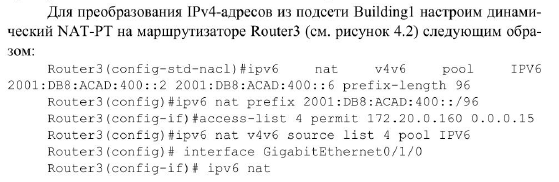 Для преобразования IPv4-адресов из подсети Building1 настроим динами-
ческий NAT-PT на маршрутизаторе Router3 (см. рисунок 4.2) следующим обра-
зом:
Router3(config-std-nacl)#ipv6 nat v4v6 pool IPV6
2001:DB8:ACAD:400::2 2001:DB8:ACAD:400::6 prefix-length 96
Router3(config)#ipv6 nat prefix 2001:DB8:ACAD:400::/96
Router3(config-if)#access-list 4 permit 172.20.0.160 0.0.0.15
Router3(config)#ipv6 nat v4v6 source list 4 pool IPV6
Router3(config)# interface GigabitEthernet0/1/0
Router3(config-if)# ipv6 nat